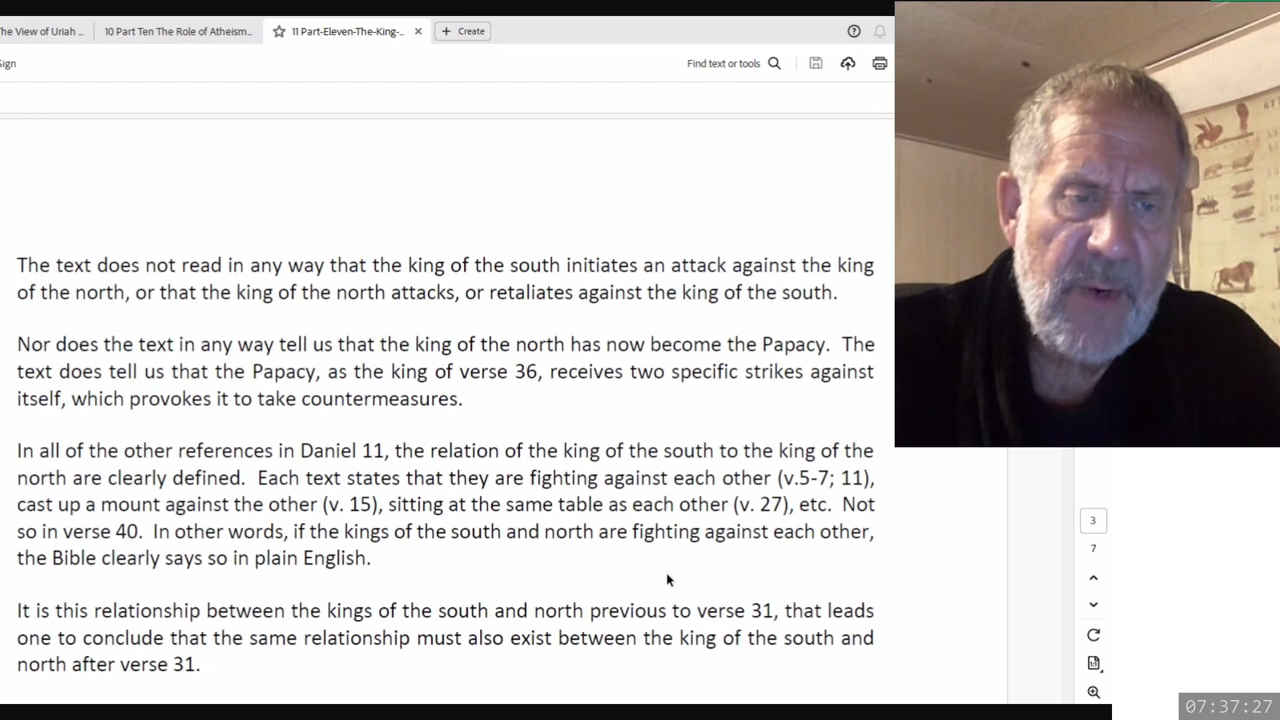 The View of Uriah ...
10 Part Ten The Role of Atheism...
11 Part-Eleven-The-King-...
Create
Sign
Find text or tools
The text does not read in any way that the king of the south initiates an attack against the king
of the north, or that the king of the north attacks, or retaliates against the king of the south.
Nor does the text in any way tell us that the king of the north has now become the Papacy. The
text does tell us that the Papacy, as the king of verse 36, receives two specific strikes against
itself, which provokes it to take countermeasures.
In all of the other references in Daniel 11, the relation of the king of the south to the king of the
north are clearly defined. Each text states that they are fighting against each other (v.5-7; 11),
cast up a mount against the other (v. 15), sitting at the same table as each other (v. 27), etc. Not
so in verse 40. In other words, if the kings of the south and north are fighting against each other,
the Bible clearly says so in plain English.
It is this relationship between the kings of the south and north previous to verse 31, that leads
one to conclude that the same relationship must also exist between the king of the south and
north after verse 31.
3
7
07:37:27